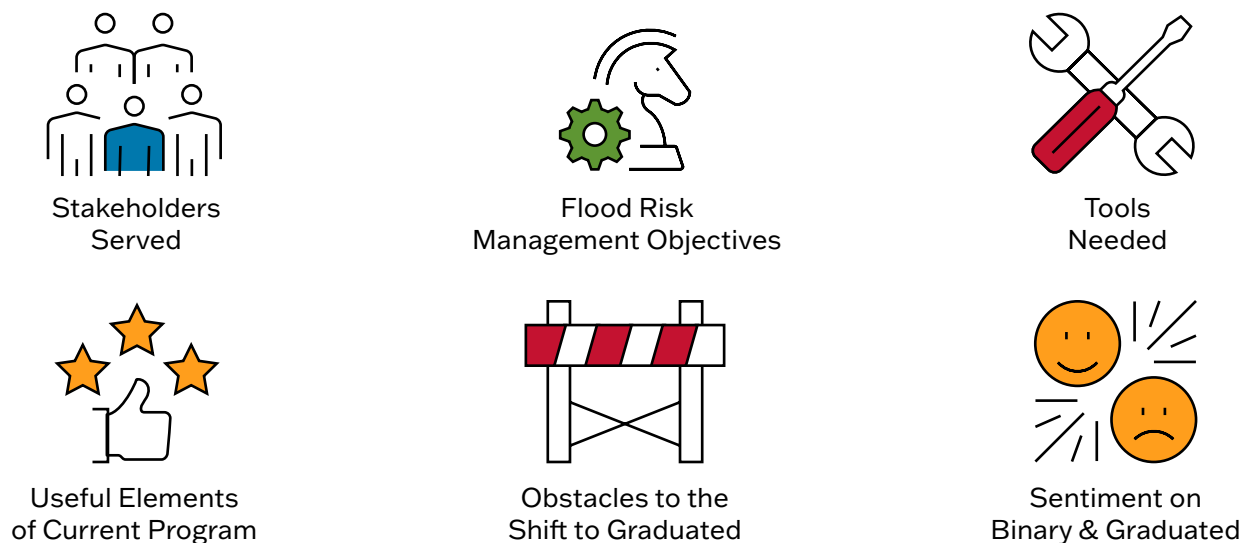 Stakeholders
Served
Flood Risk
Management Objectives
Tools
Needed
Useful Elements
of Current Program
Obstacles to the
Shift to Graduated
Sentiment on
Binary & Graduated